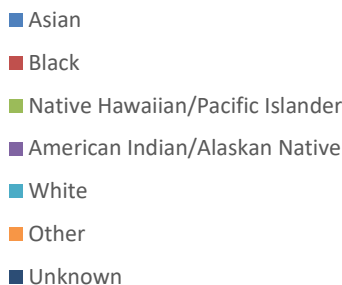 Asian
Black
Native Hawaiian/Pacific Islander
American Indian/Alaskan Native
White
Other
Unknown